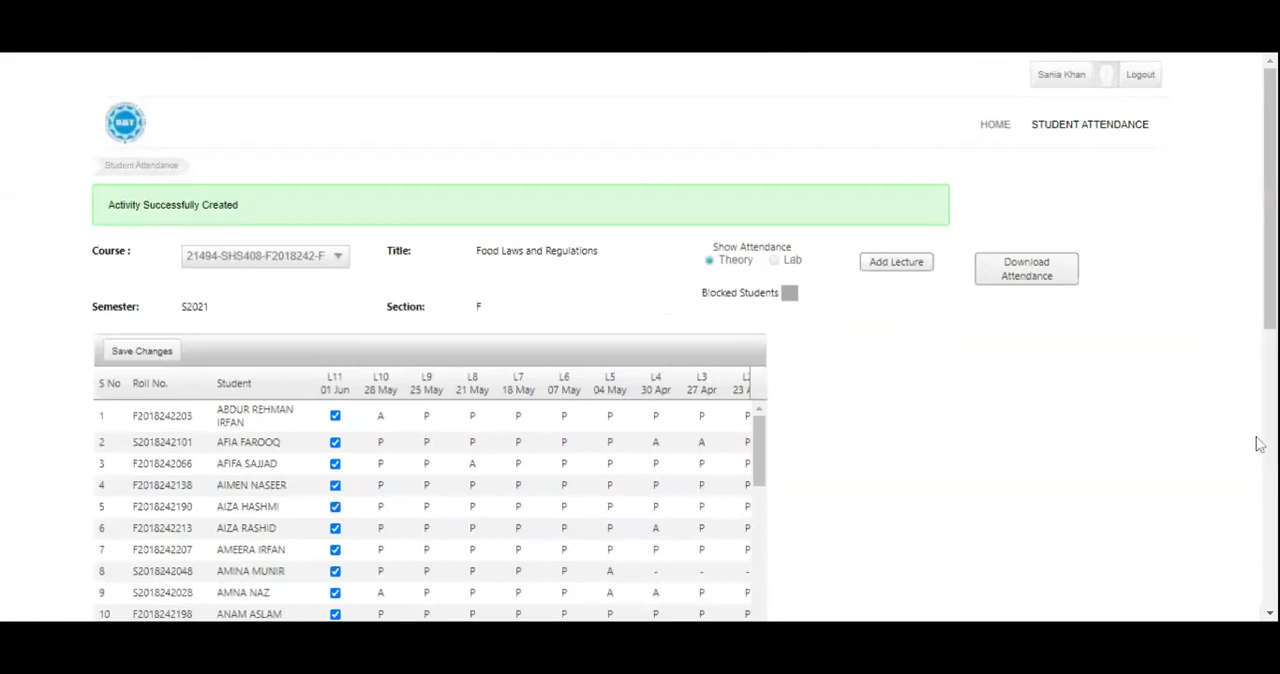 Sania Khan Logout
HOME STUDENT ATTENDANCE
Student Attendance
Activity Successfully Created
Course : 21494-SHS408-F2018242-F Title: Food Laws and Regulations Show Attendance
Theory Lab Add Lecture Download
Attendance
Blocked Students
Semester: S2021 Section: F
Save Changes
S No Roll No. Student L11 L10 L9 L8 L7 L6 L5 L4 L3
01 Jun 28 May 25 May 21 May 18 May 07 May 04 May 30 Apr 27 Apr 23
1 F2018242203 ABDUR REHMAN IRFAN A P P P P P P P P
2 S2018242101 AFIA FAROOQ P P P P P P A A P
3 F2018242066 AFIFA SAJJAD P P A P P P P P P
4 F2018242138 AIMEN NASEER P P P P P P P P P
5 F2018242190 AIZA HASHMI P P P P P P P P P
6 F2018242213 AIZA RASHID P P P P P P A P P
7 F2018242207 AMEERA IRFAN P P P P P P P P P
8 S2018242048 AMINA MUNIR P P P P P A - - -
9 S2018242028 AMNA NAZ A P P P P A A P P
10 F2018242198 ANAM ASLAM P P P P P P P P P